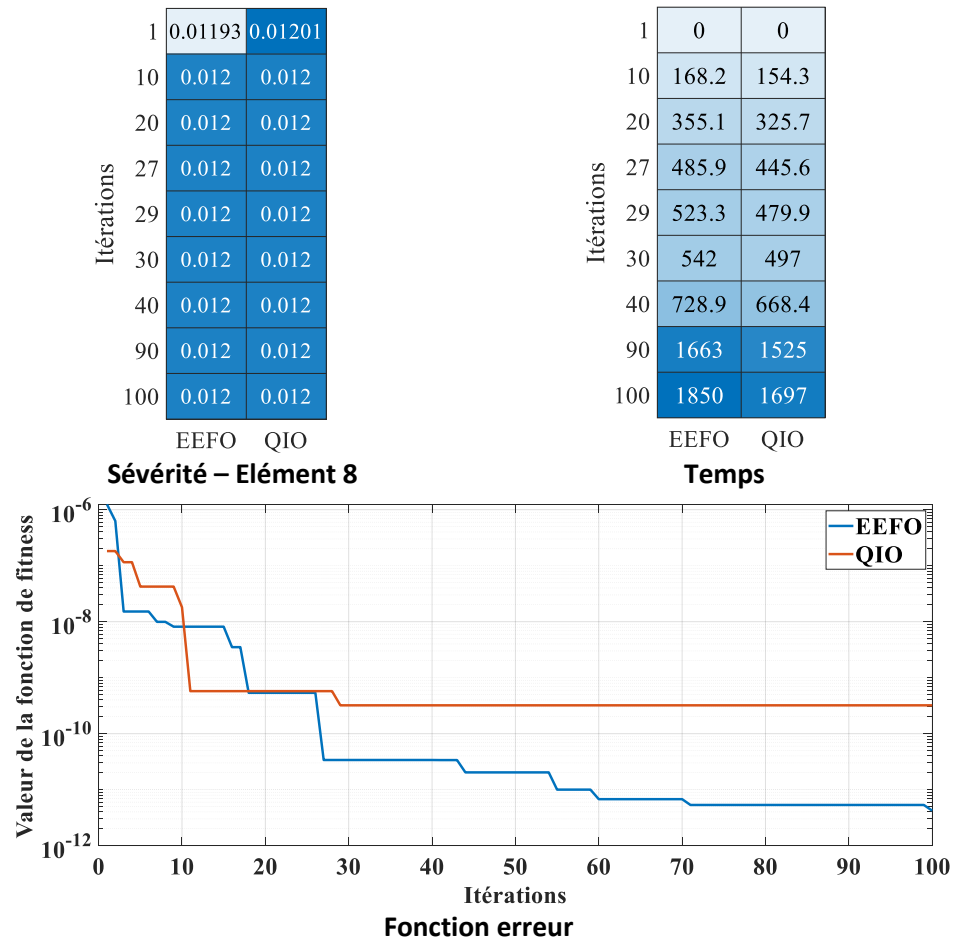 1 0.01193 0.01201
10 0.012 0.012
20 0.012 0.012
27 0.012 0.012
29 0.012 0.012
30 0.012 0.012
40 0.012 0.012
90 0.012 0.012
100 0.012 0.012
Itérations
EEFO QIO
Sévérité – Elément 8
1 0 0
10 168.2 154.3
20 355.1 325.7
27 485.9 445.6
29 523.3 479.9
30 542 497
40 728.9 668.4
90 1663 1525
100 1850 1697
Itérations
EEFO QIO
Temps
Valeur de la fonction de fitness
10-6
10-8
10-10
10-12
EEFO
QIO
0 10 20 30 40 50 60 70 80 90 100
Itérations
Fonction erreur